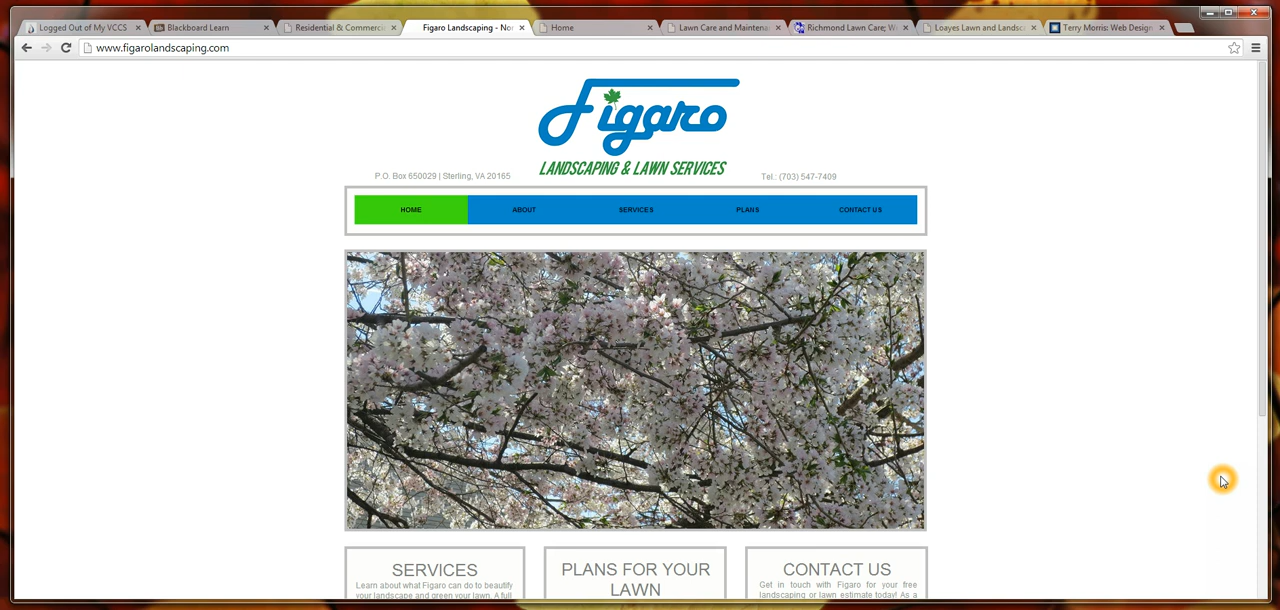 Logged Out of My VCCS
Blackboard Learn
Residential & Commercia
Figaro Landscaping - Nor
Home
Lawn Care and Maintena
Richmond Lawn Care; W
Loayes Lawn and Landsc
Terry Morris: Web Design
www.figarolandscaping.com
Figaro
LANDSCAPING & LAWN SERVICES
P.O. Box 650029 | Sterling, VA 20165
Tel.: (703) 547-7409
HOME
ABOUT
SERVICES
PLANS
CONTACT US
SERVICES
Learn about what Figaro can do to beautify
your landscape and green your lawn. A full
PLANS FOR YOUR
LAWN
CONTACT US
Get in touch with Figaro for your free
landscaping or lawn estimate today! As a